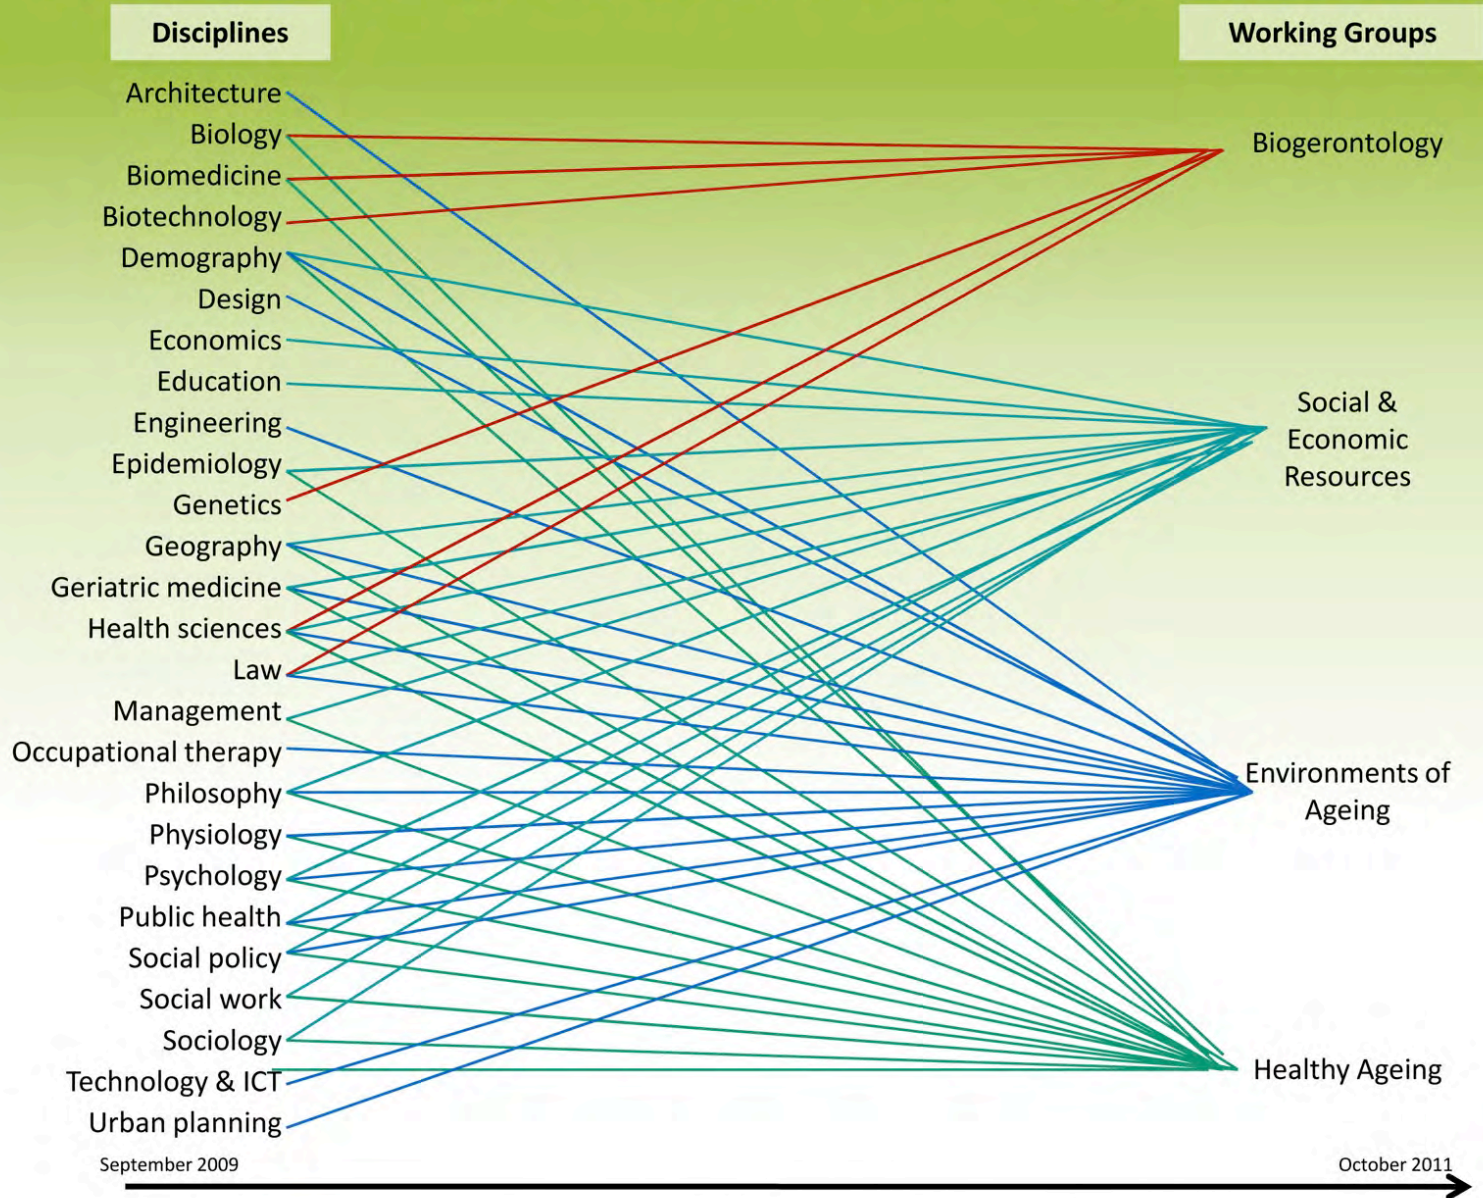 Disciplines
Working Groups
Architecture
Biology
Biomedicine
Biotechnology
Demography
Design
Economics
Education
Engineering
Epidemiology
Genetics
Geography
Geriatric medicine
Health sciences
Law
Management
Occupational therapy
Philosophy
Physiology
Psychology
Public health
Social policy
Social work
Sociology
Technology & ICT
Urban planning
Biogerontology
Social &
Economic
Resources
Environments of
Ageing
Healthy Ageing
September 2009
October 2011